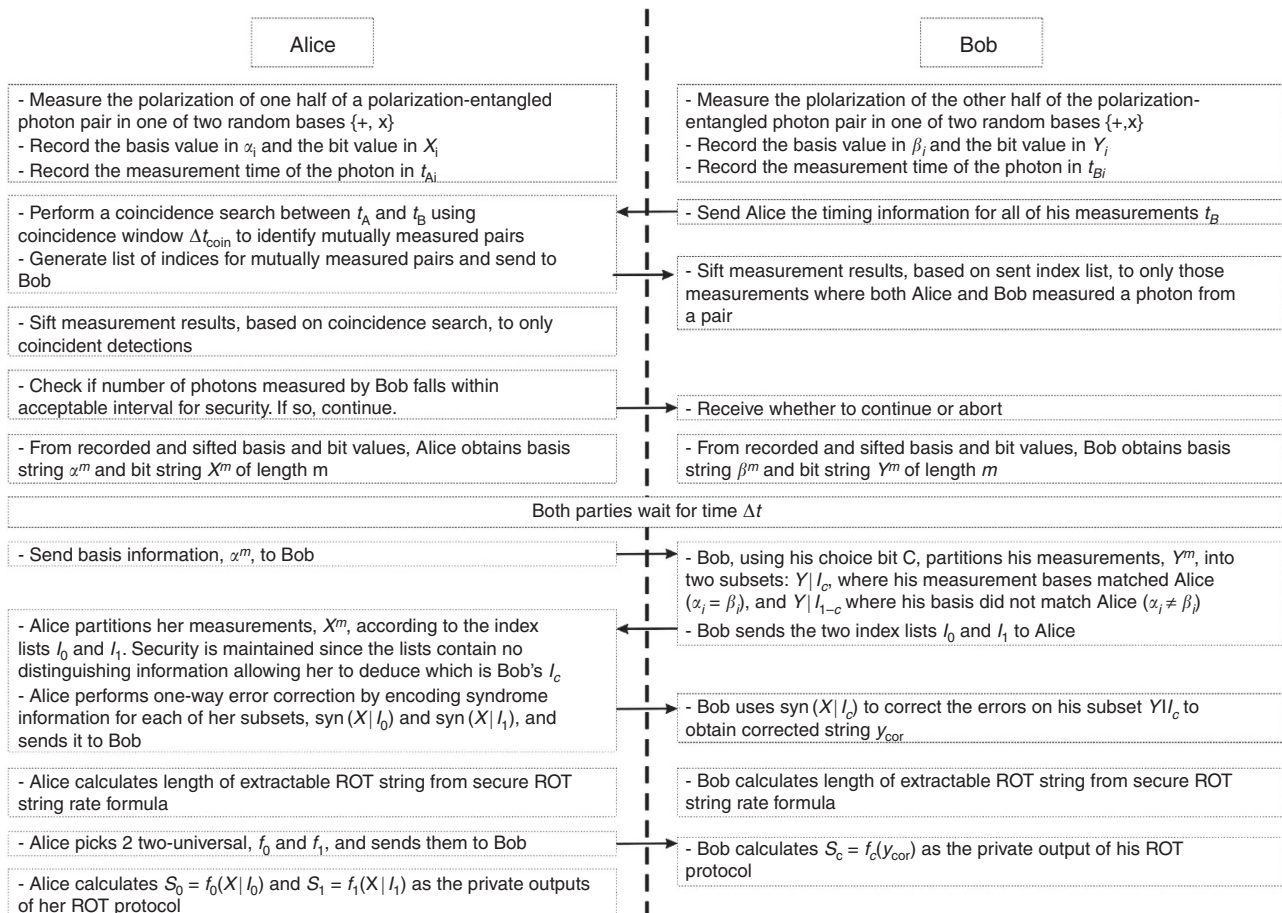 Alice
Bob
- Measure the polarization of one half of a polarization-entangled
photon pair in one of two random bases {+, x}
- Record the basis value in αi and the bit value in Xi
- Record the measurement time of the photon in tAi
- Measure the plolarization of the other half of the polarization-
entangled photon pair in one of two random bases {+,x}
- Record the basis value in βi and the bit value in Yi
- Record the measurement time of the photon in tBi
- Perform a coincidence search between tA and tB using
coincidence window Δtcoin to identify mutually measured pairs
- Generate list of indices for mutually measured pairs and send to
Bob
- Send Alice the timing information for all of his measurements tB
- Sift measurement results, based on sent index list, to only those
measurements where both Alice and Bob measured a photon from
a pair
- Sift measurement results, based on coincidence search, to only
coincident detections
- Check if number of photons measured by Bob falls within
acceptable interval for security. If so, continue.
- Receive whether to continue or abort
- From recorded and sifted basis and bit values, Alice obtains basis
string α^m and bit string X^m of length m
- From recorded and sifted basis and bit values, Bob obtains basis
string β^m and bit string Y^m of length m
Both parties wait for time Δt
- Send basis information, α^m, to Bob
- Bob, using his choice bit C, partitions his measurements, Y^m, into
two subsets: Y|Ic, where his measurement bases matched Alice
(αi = βi), and Y|I1−c where his basis did not match Alice (αi ≠ βi)
- Bob sends the two index lists I0 and I1 to Alice
- Alice partitions her measurements, X^m, according to the index
lists I0 and I1. Security is maintained since the lists contain no
distinguishing information allowing her to deduce which is Bob's Ic
- Alice performs one-way error correction by encoding syndrome
information for each of her subsets, syn (X|I0) and syn (X|I1), and
sends it to Bob
- Bob uses syn (X|Ic) to correct the errors on his subset YIIc to
obtain corrected string ycor
- Alice calculates length of extractable ROT string from secure ROT
string rate formula
- Bob calculates length of extractable ROT string from secure ROT
string rate formula
- Alice picks 2 two-universal, f0 and f1, and sends them to Bob
- Bob calculates Sc = fc(ycor) as the private output of his ROT
protocol
- Alice calculates S0 = f0(X|I0) and S1 = f1(X|I1) as the private outputs
of her ROT protocol